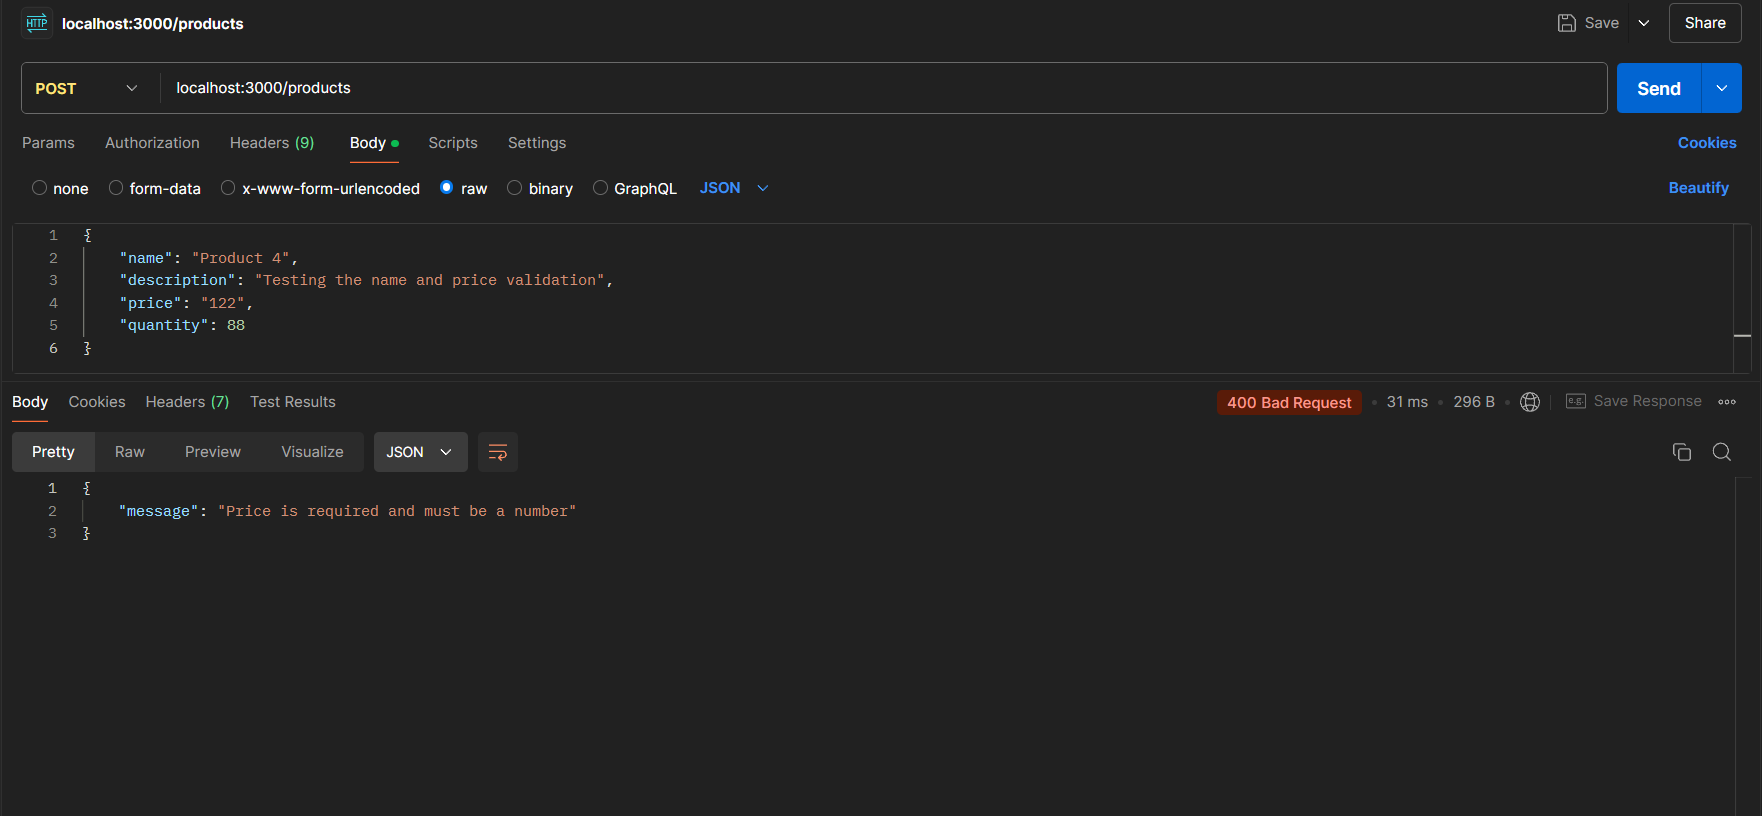 HTTP localhost:3000/products Save Share
POST localhost:3000/products Send
Params Authorization Headers (9) Body Scripts Settings Cookies
none form-data x-www-form-urlencoded raw binary GraphQL JSON Beautify
1 {
2 "name": "Product 4",
3 "description": "Testing the name and price validation",
4 "price": "122",
5 "quantity": 88
6 }
Body Cookies Headers (7) Test Results 400 Bad Request 31 ms 296 B e.g. Save Response
Pretty Raw Preview Visualize JSON
1 {
2 "message": "Price is required and must be a number"
3 }